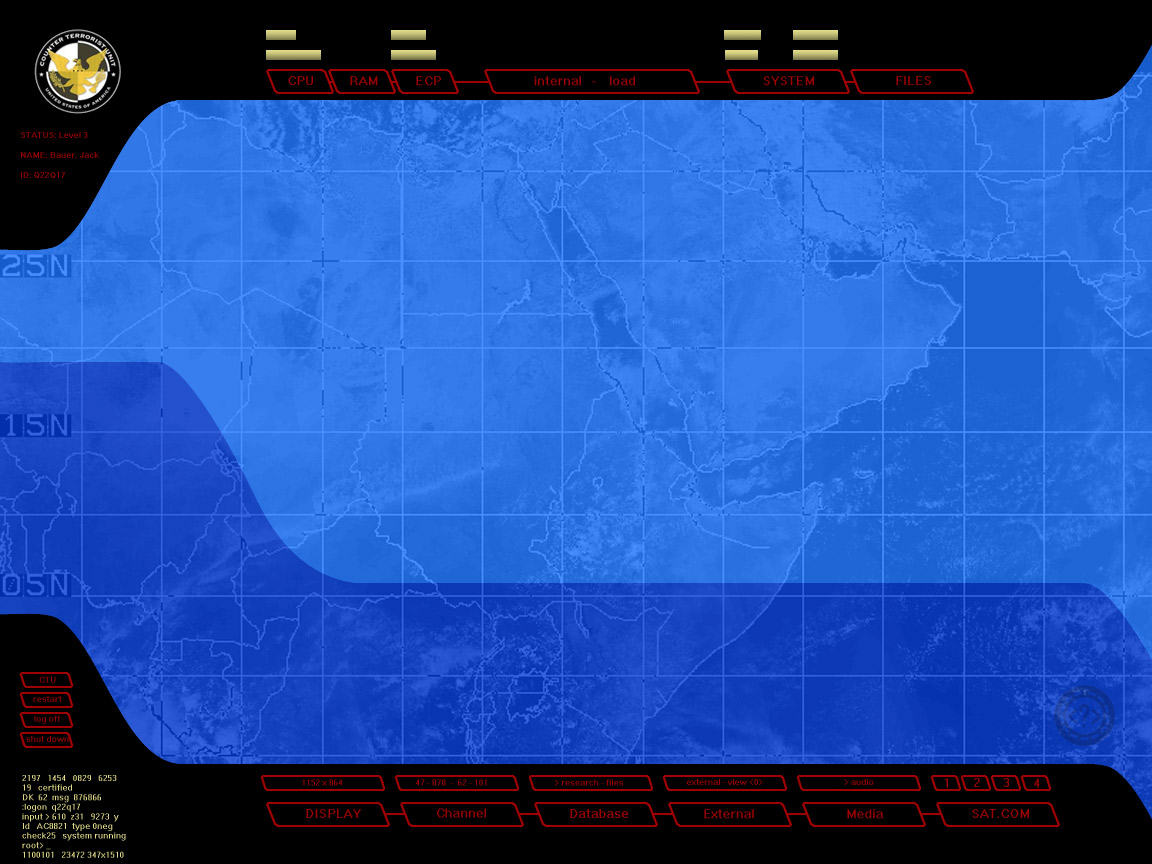 COUNTER TERRORIST UNIT
UNITED STATES OF AMERICA
CPU RAM ECP internal - load SYSTEM FILES
STATUS: Level 3
NAME: Bauer, Jack
ID: Q22Q17
25N
15N
05N
CTU
restart
log off
shut down
2197 1454 0829 6253
19 certified
DK 62 msg 876866
:logon q22q17
input > 610 z31 9273 y
Id AC8821 type 0neg
check25 system running
root> _
1100101 23472 347x1510
1152 x 864 47 - 876 - 62 - 101 > research - files external - view <0> > audio 1 2 3 4
DISPLAY Channel Database External Media SAT.COM